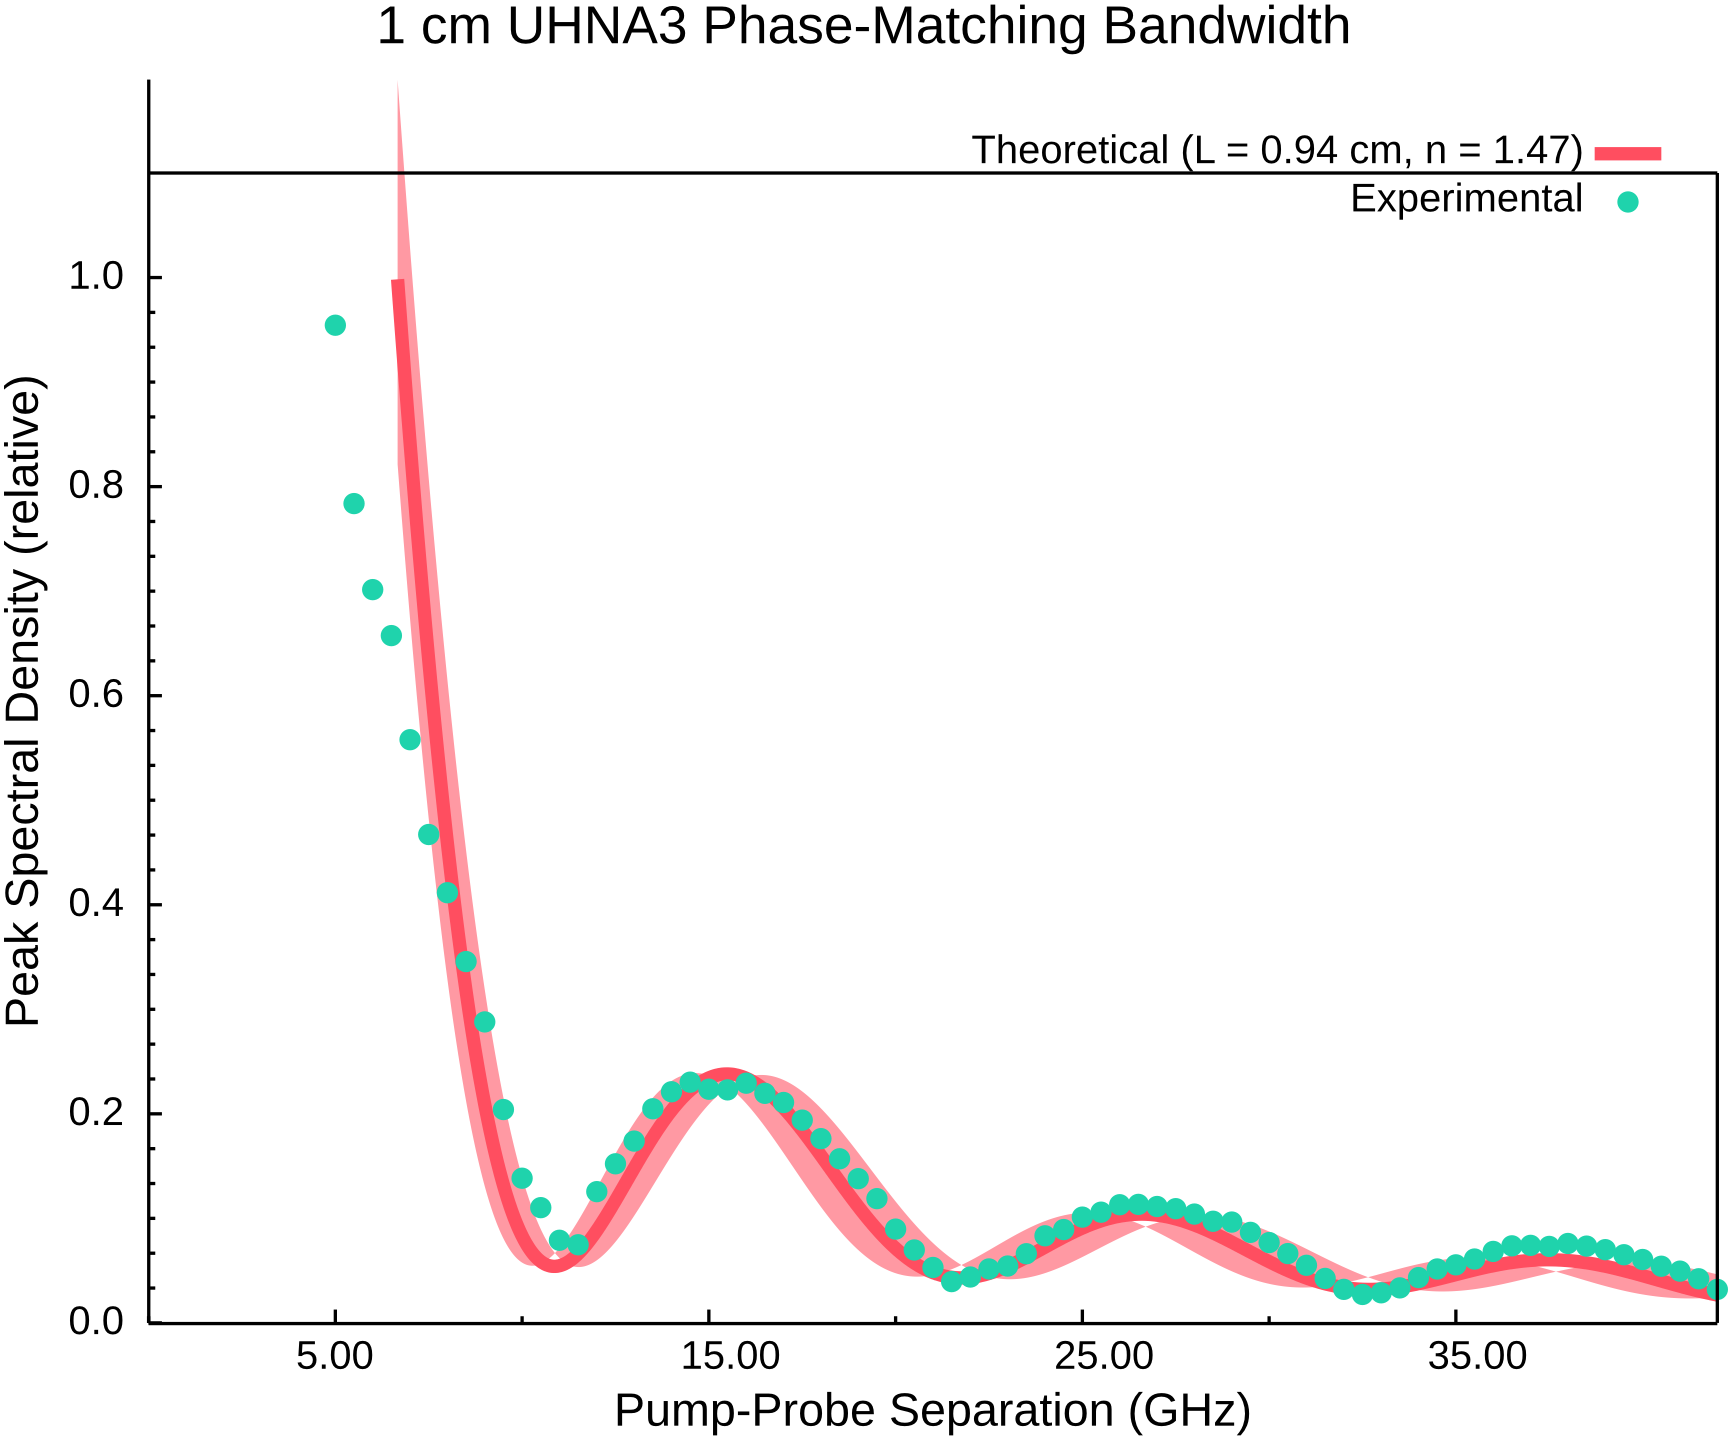 1 cm UHNA3 Phase-Matching Bandwidth
Theoretical (L = 0.94 cm, n = 1.47)
Experimental
1.0
0.8
0.6
0.4
0.2
0.0
Peak Spectral Density (relative)
5.00 15.00 25.00 35.00
Pump-Probe Separation (GHz)